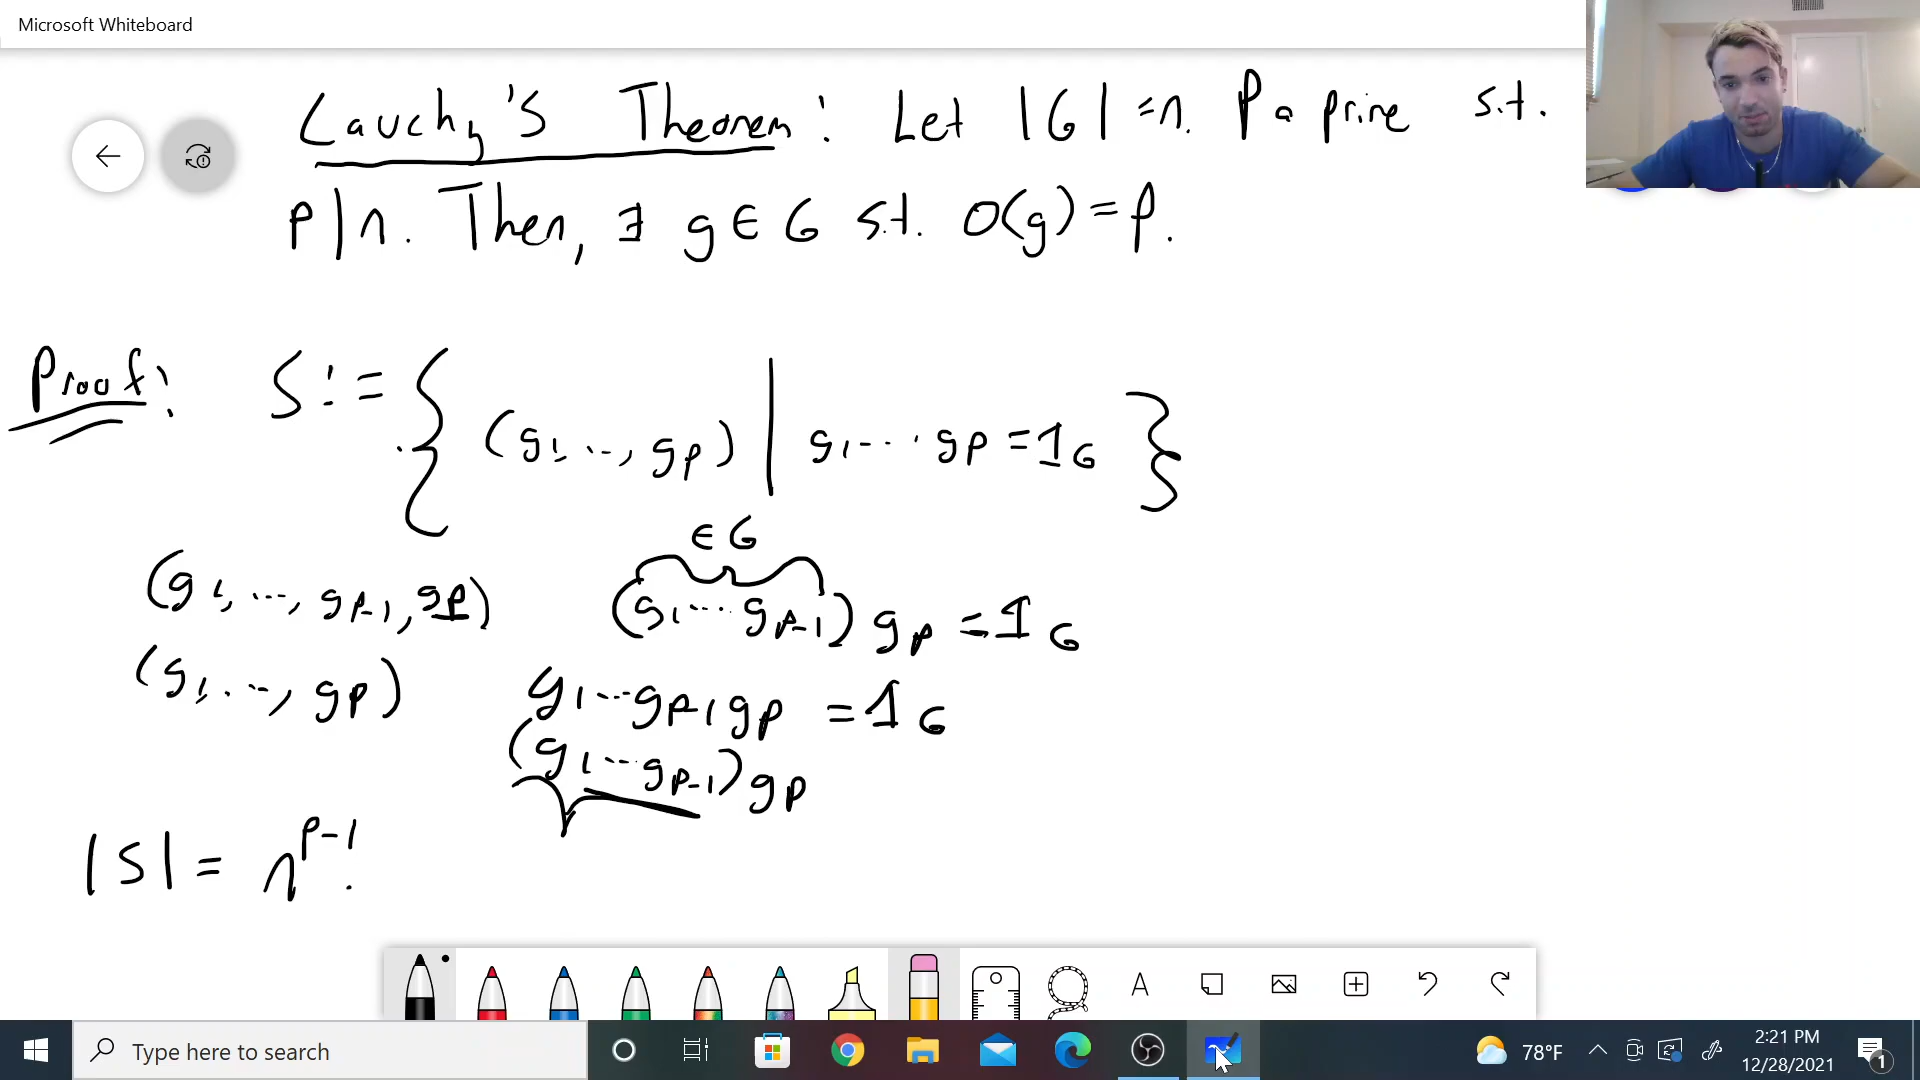 Microsoft Whiteboard
Cauchy's Theorem: Let |G| = n. P a prime s.t.
P | n. Then, ∃ g ∈ G s.t. O(g) = P.
Proof: S := { (g1, ..., gp) | g1 ... gp = 1G }
∈ G
(g1, ..., gp-1, gp) (g1 ... gp-1) gp = 1G
(g1, ..., gp) g1 ... gp-1 gp = 1G
(g1 ... gp-1) gp
|S| = n^p-1.
A
Type here to search
78°F
2:21 PM
12/28/2021
1